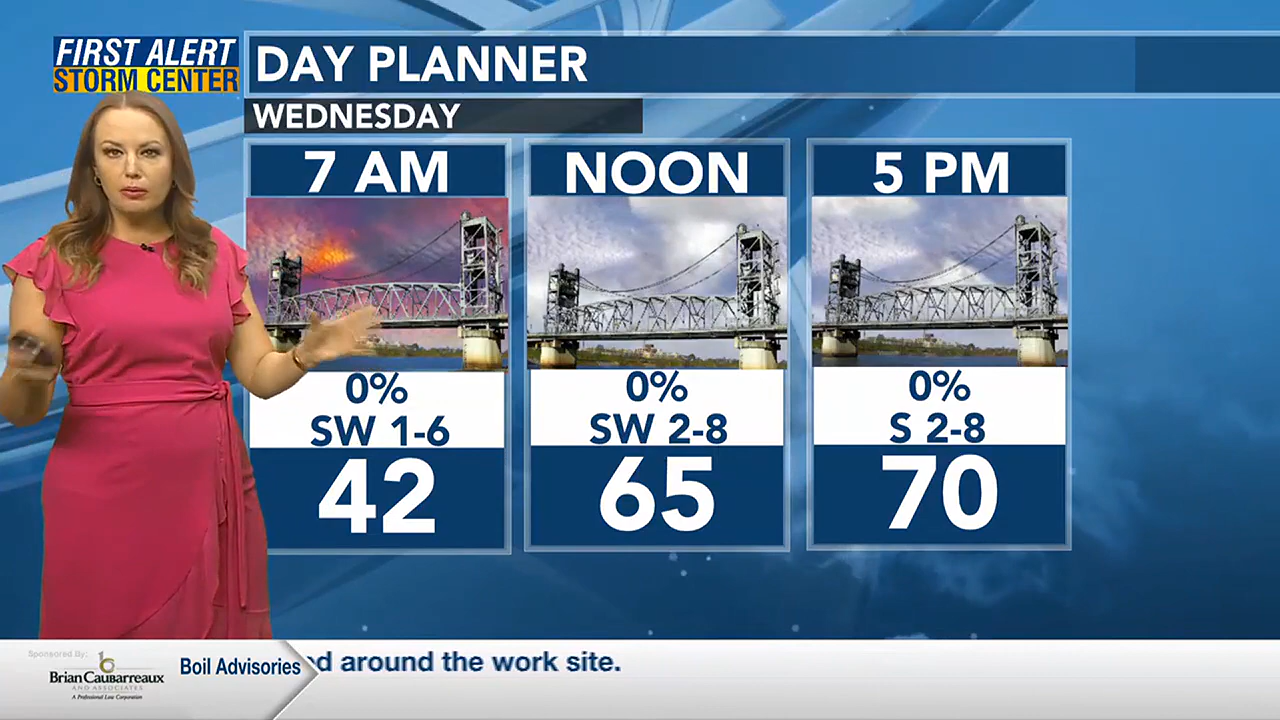 FIRST ALERT
STORM CENTER
DAY PLANNER
WEDNESDAY
7 AM
0%
SW 1-6
42
NOON
0%
SW 2-8
65
5 PM
0%
S 2-8
70
Sponsored By:
Brian Caubarreaux
AND ASSOCIATES
A Professional Law Corporation
Boil Advisories
d around the work site.